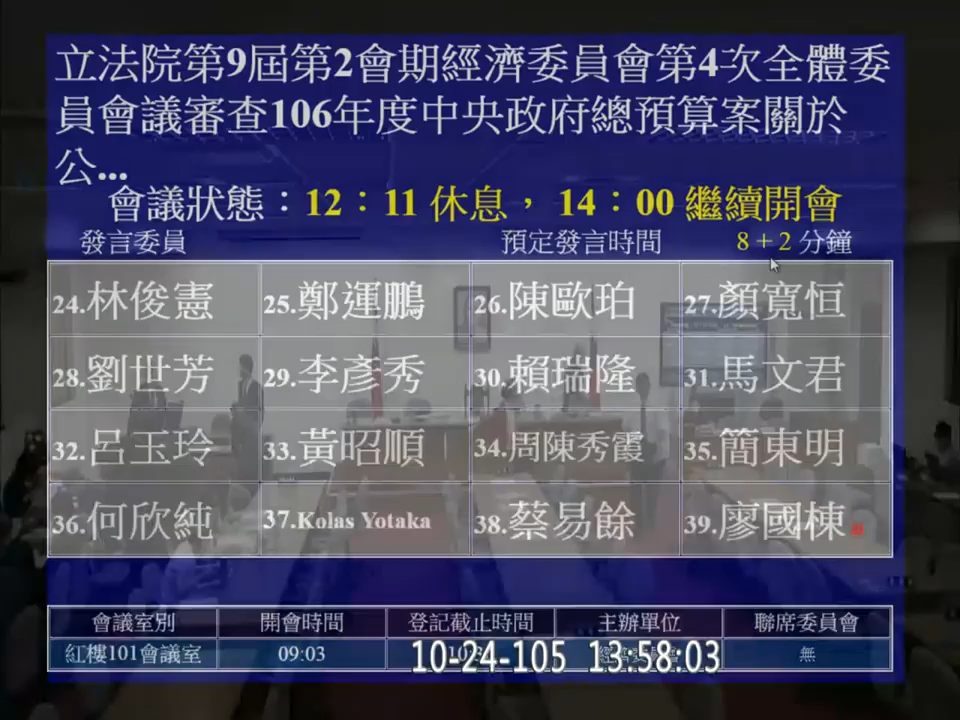 立法院第9屆第2會期經濟委員會第4次全體委
員會議審查106年度中央政府總預算案關於
公...
會議狀態：12：11 休息， 14：00 繼續開會
發言委員 預定發言時間 8＋2 分鐘
24.林俊憲 25.鄭運鵬 26.陳歐珀 27.顏寬恒
28.劉世芳 29.李彥秀 30.賴瑞隆 31.馬文君
32.呂玉玲 33.黃昭順 34.周陳秀霞 35.簡東明
36.何欣純 37.Kolas Yotaka 38.蔡易餘 39.廖國棟
會議室別 開會時間 登記截止時間 主辦單位 聯席委員會
紅樓101會議室 09:03 無
10-24-105 13:58:03